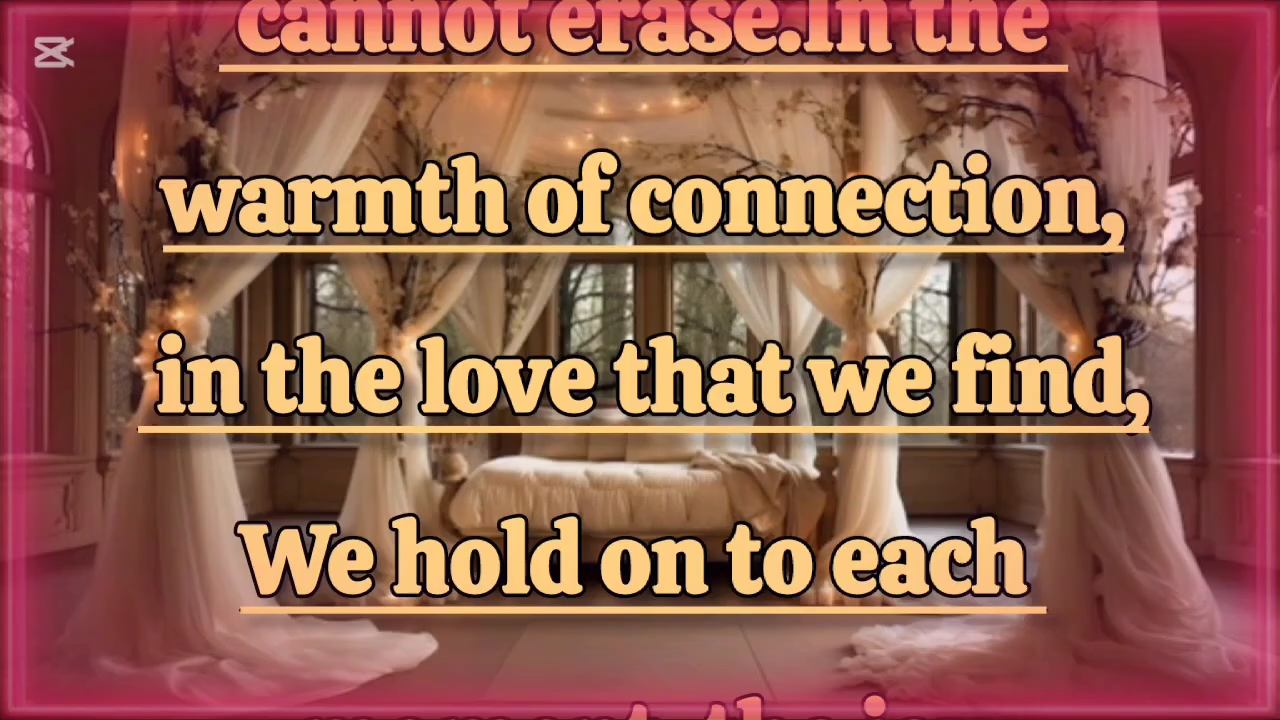 cannot erase.In the
warmth of connection,
in the love that we find,
We hold on to each